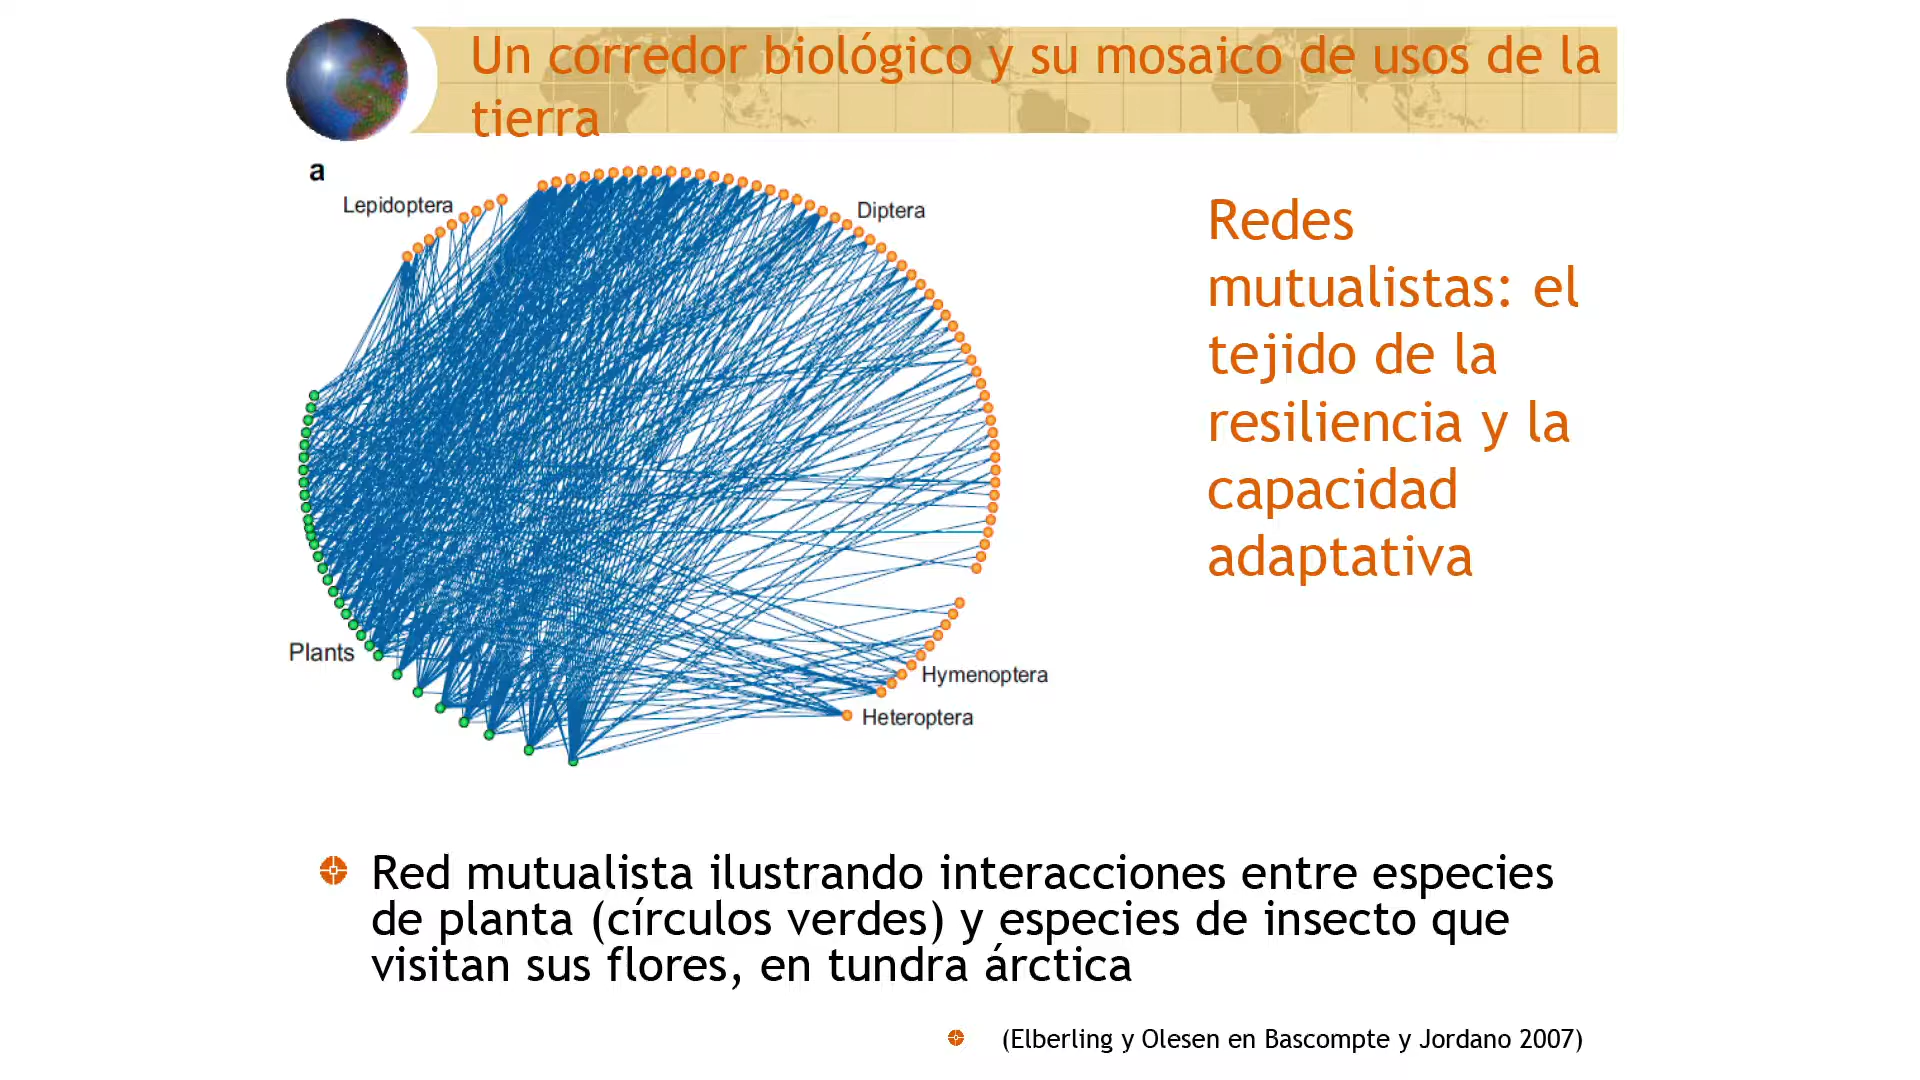 Un corredor biológico y su mosaico de usos de la
tierra
a
Lepidoptera
Diptera
Plants
Hymenoptera
Heteroptera
Redes
mutualistas: el
tejido de la
resiliencia y la
capacidad
adaptativa
Red mutualista ilustrando interacciones entre especies
de planta (círculos verdes) y especies de insecto que
visitan sus flores, en tundra árctica
(Elberling y Olesen en Bascompte y Jordano 2007)